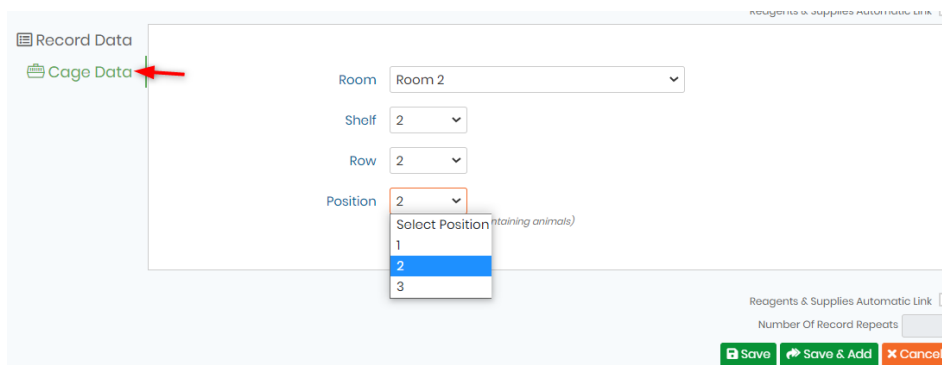 Reagents & Supplies Automatic Link
Record Data
Cage Data
Room Room 2
Shelf 2
Row 2
Position 2
Select Position
ntaining animals)
1
2
3
Reagents & Supplies Automatic Link
Number Of Record Repeats
Save Save & Add Cancel